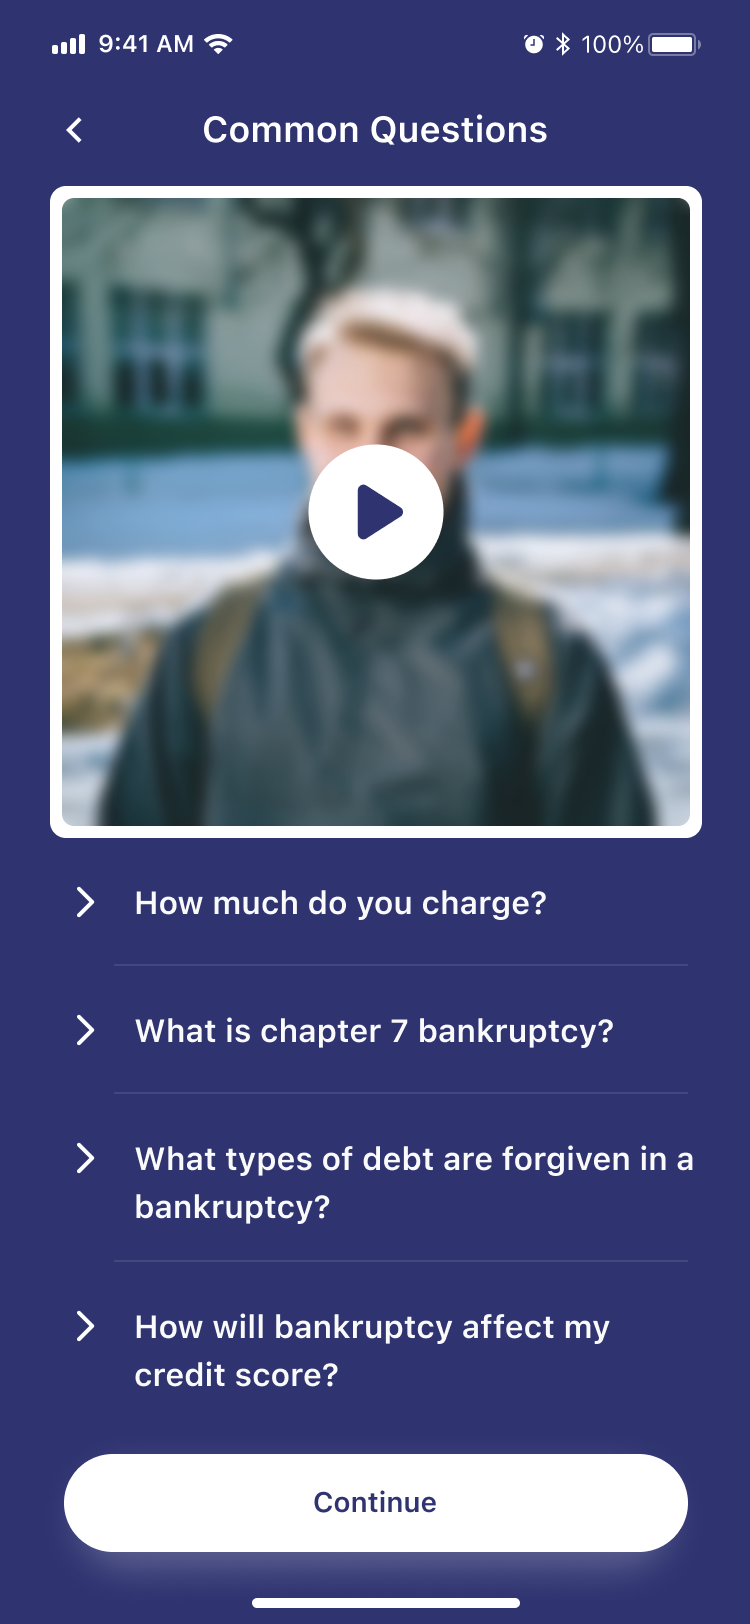 9:41 AM 100%
Common Questions
How much do you charge?
What is chapter 7 bankruptcy?
What types of debt are forgiven in a
bankruptcy?
How will bankruptcy affect my
credit score?
Continue